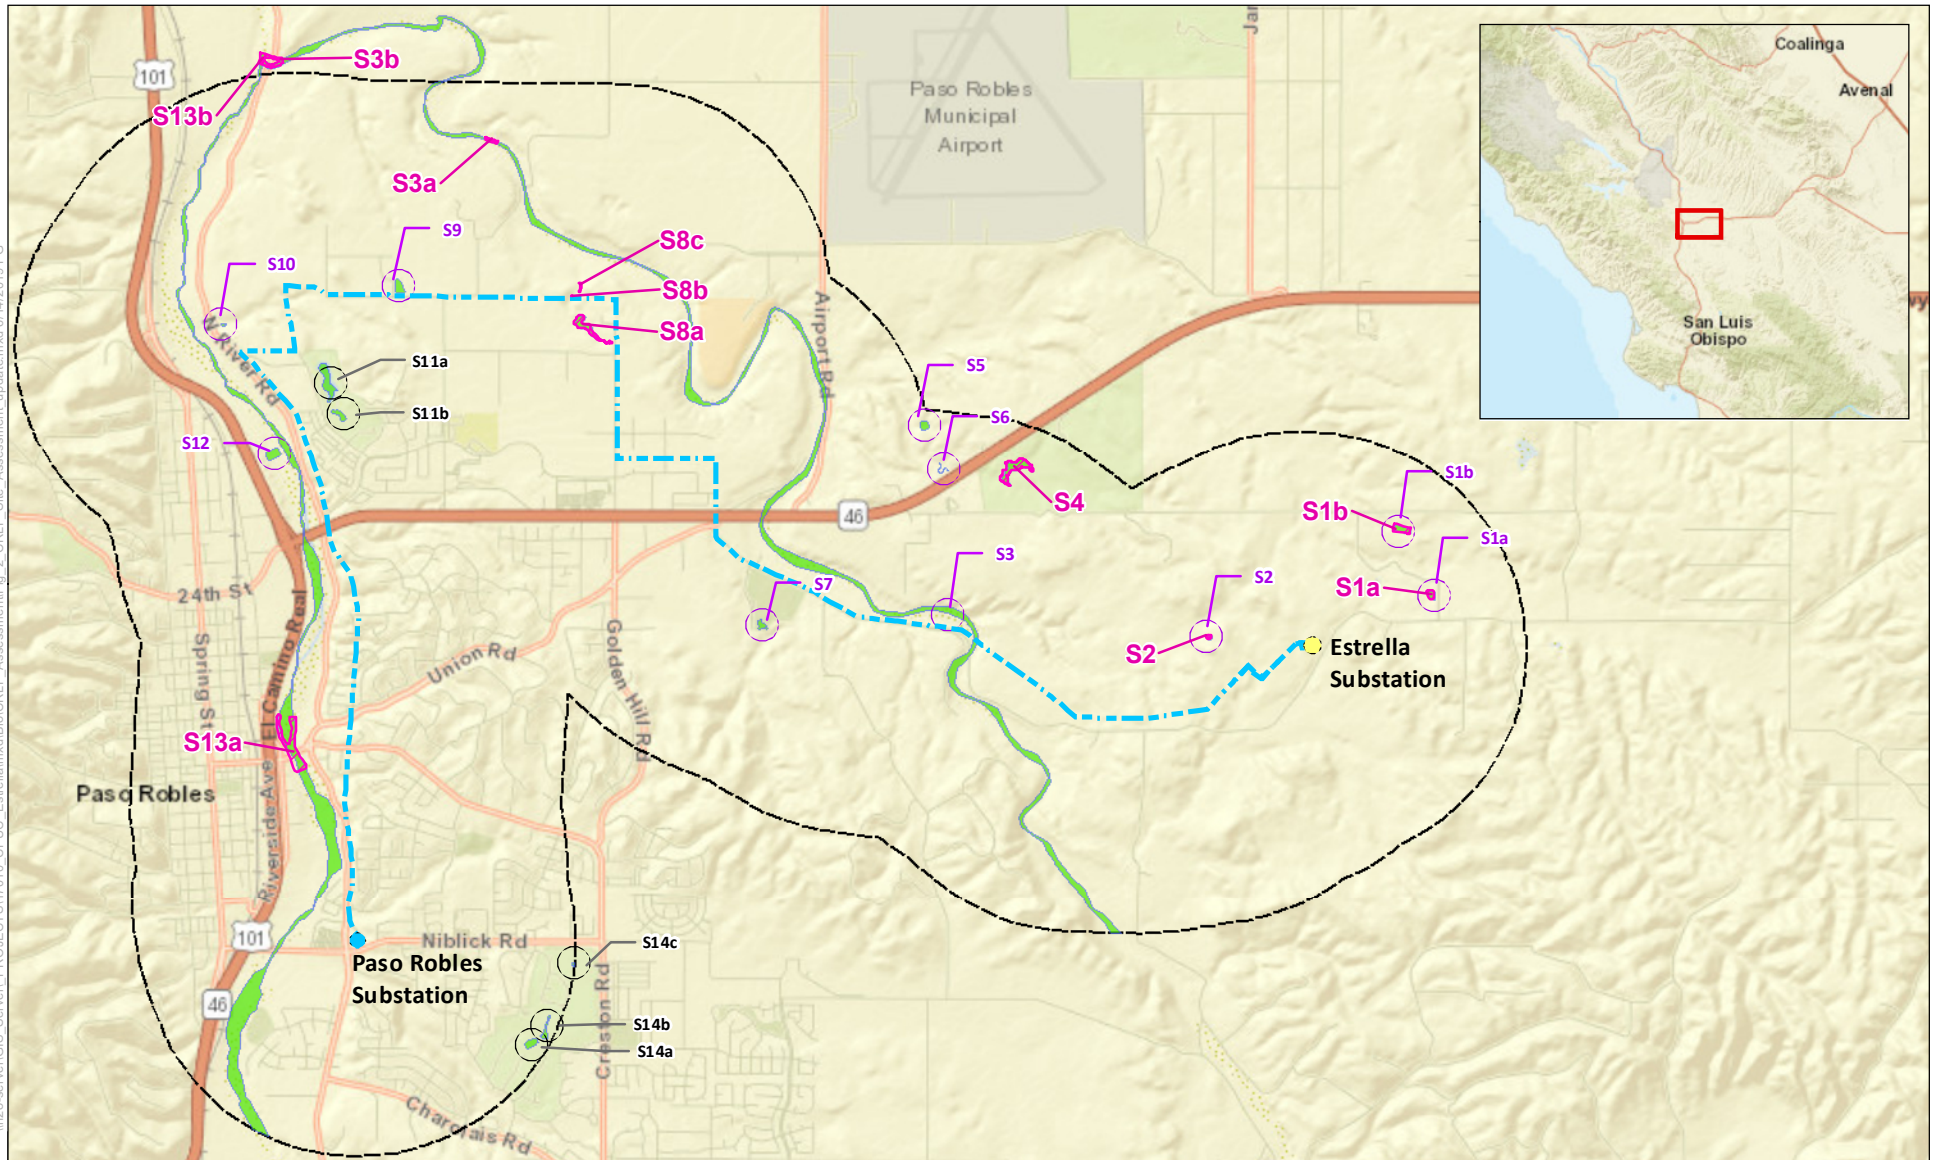 Coalinga
Avenal
San Luis
Obispo
101
S3b
S13b
Paso Robles
Municipal
Airport
S3a
S9
S8c
S10
S8b
S8a
Airport Rd
N River Rd
S11a
S11b
S5
S6
S12
S4
46
S1b
S1b
S1a
S1a
S3
S2
S2
S7
24th St
Spring St
Union Rd
Golden Hill Rd
Estrella
Substation
Riverside Ave
El Camino Real
S13a
Paso Robles
101
Niblick Rd
S14c
Paso Robles
Substation
46
Creston Rd
S14b
S14a
Charolais Rd